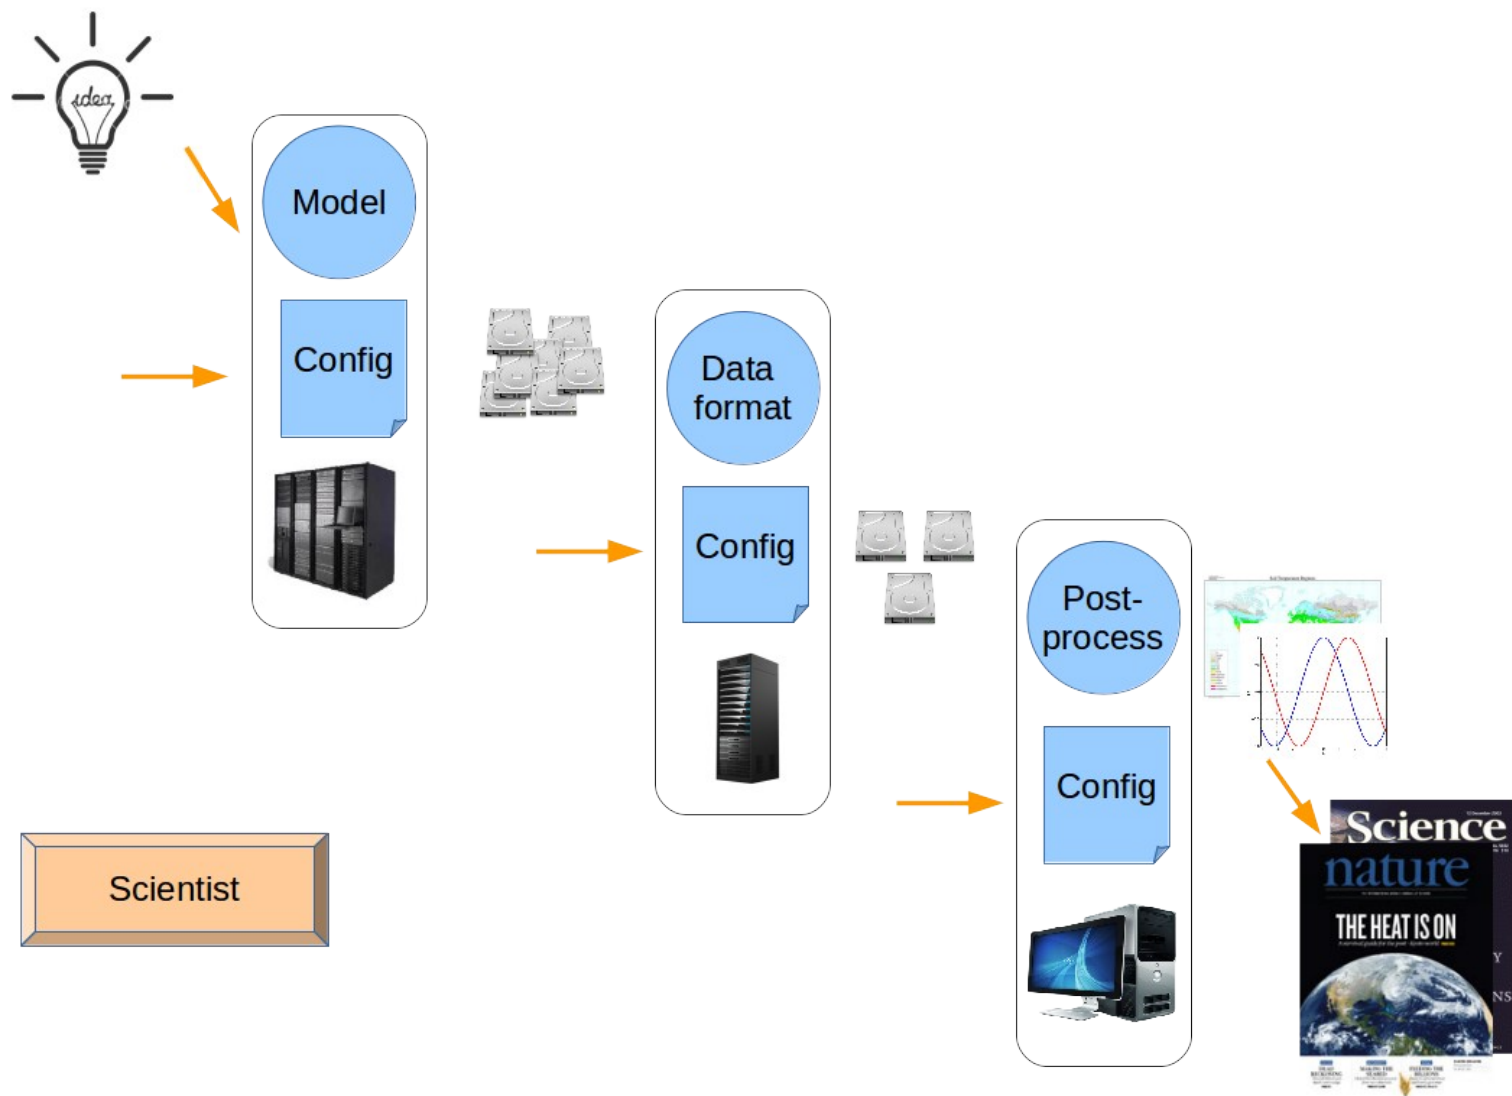 idea
Model
Config
Data
format
Config
Post-
process
Config
Scientist
Science
nature
THE HEAT IS ON